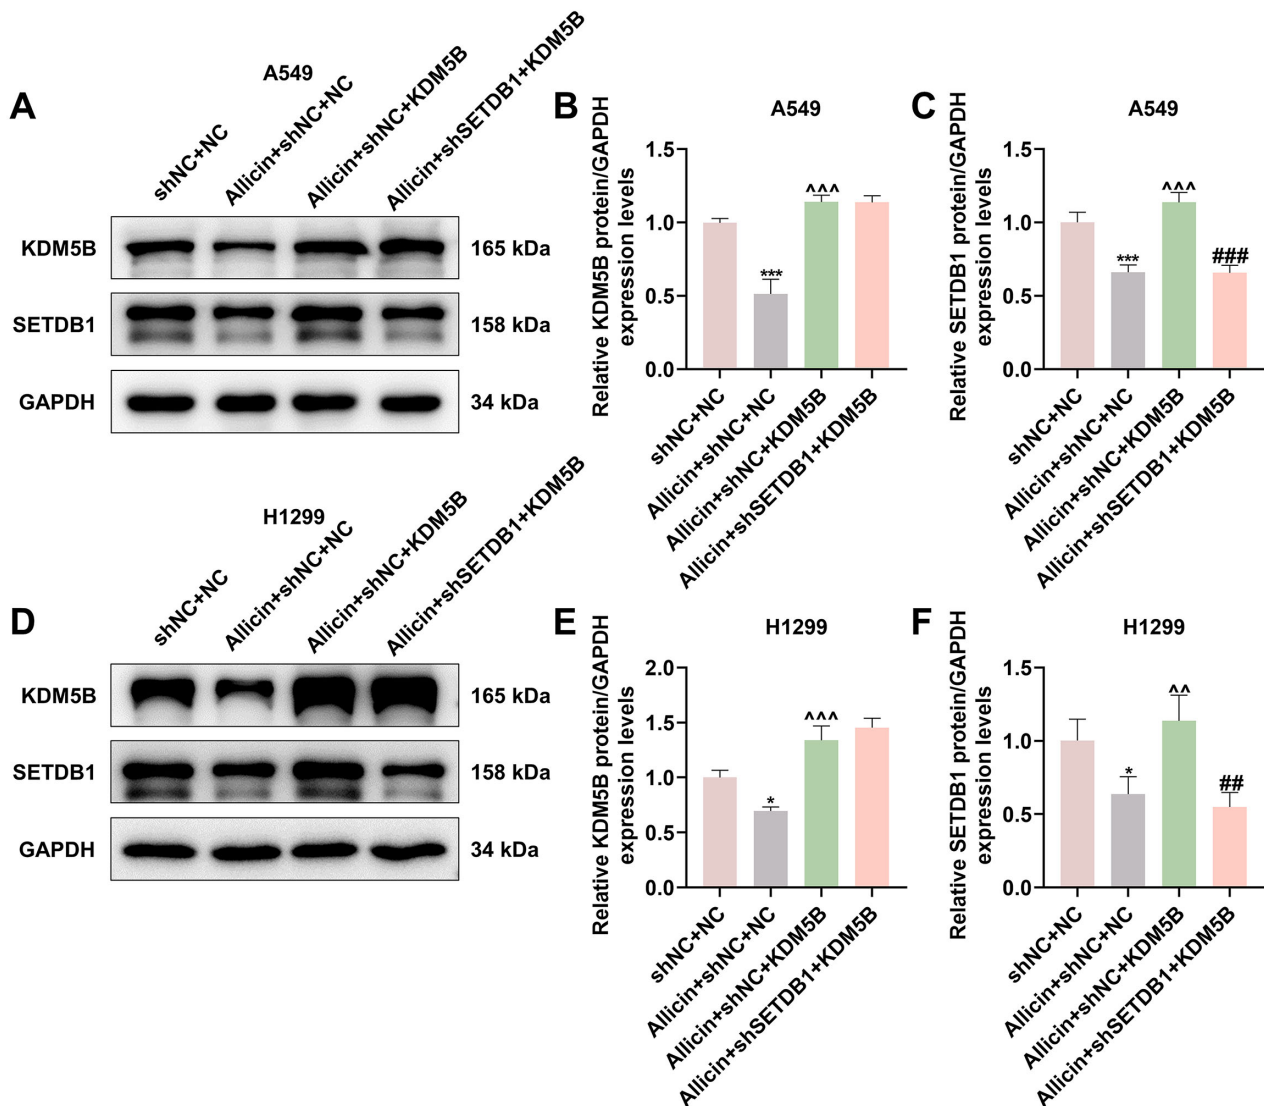 A
A549
shNC+NC
Allicin+shNC+NC
Allicin+shNC+KDM5B
Allicin+shSETDB1+KDM5B
KDM5B
165 kDa
SETDB1
158 kDa
GAPDH
34 kDa
B
A549
Relative KDM5B protein/GAPDH
expression levels
1.5
1.0
0.5
0.0
***
^^^
shNC+NC
Allicin+shNC+NC
Allicin+shNC+KDM5B
Allicin+shSETDB1+KDM5B
C
A549
Relative SETDB1 protein/GAPDH
expression levels
1.5
1.0
0.5
0.0
***
^^^
###
shNC+NC
Allicin+shNC+NC
Allicin+shNC+KDM5B
Allicin+shSETDB1+KDM5B
D
H1299
shNC+NC
Allicin+shNC+NC
Allicin+shNC+KDM5B
Allicin+shSETDB1+KDM5B
KDM5B
165 kDa
SETDB1
158 kDa
GAPDH
34 kDa
E
H1299
Relative KDM5B protein/GAPDH
expression levels
2.0
1.5
1.0
0.5
0.0
*
^^^
shNC+NC
Allicin+shNC+NC
Allicin+shNC+KDM5B
Allicin+shSETDB1+KDM5B
F
H1299
Relative SETDB1 protein/GAPDH
expression levels
1.5
1.0
0.5
0.0
*
^^
##
shNC+NC
Allicin+shNC+NC
Allicin+shNC+KDM5B
Allicin+shSETDB1+KDM5B